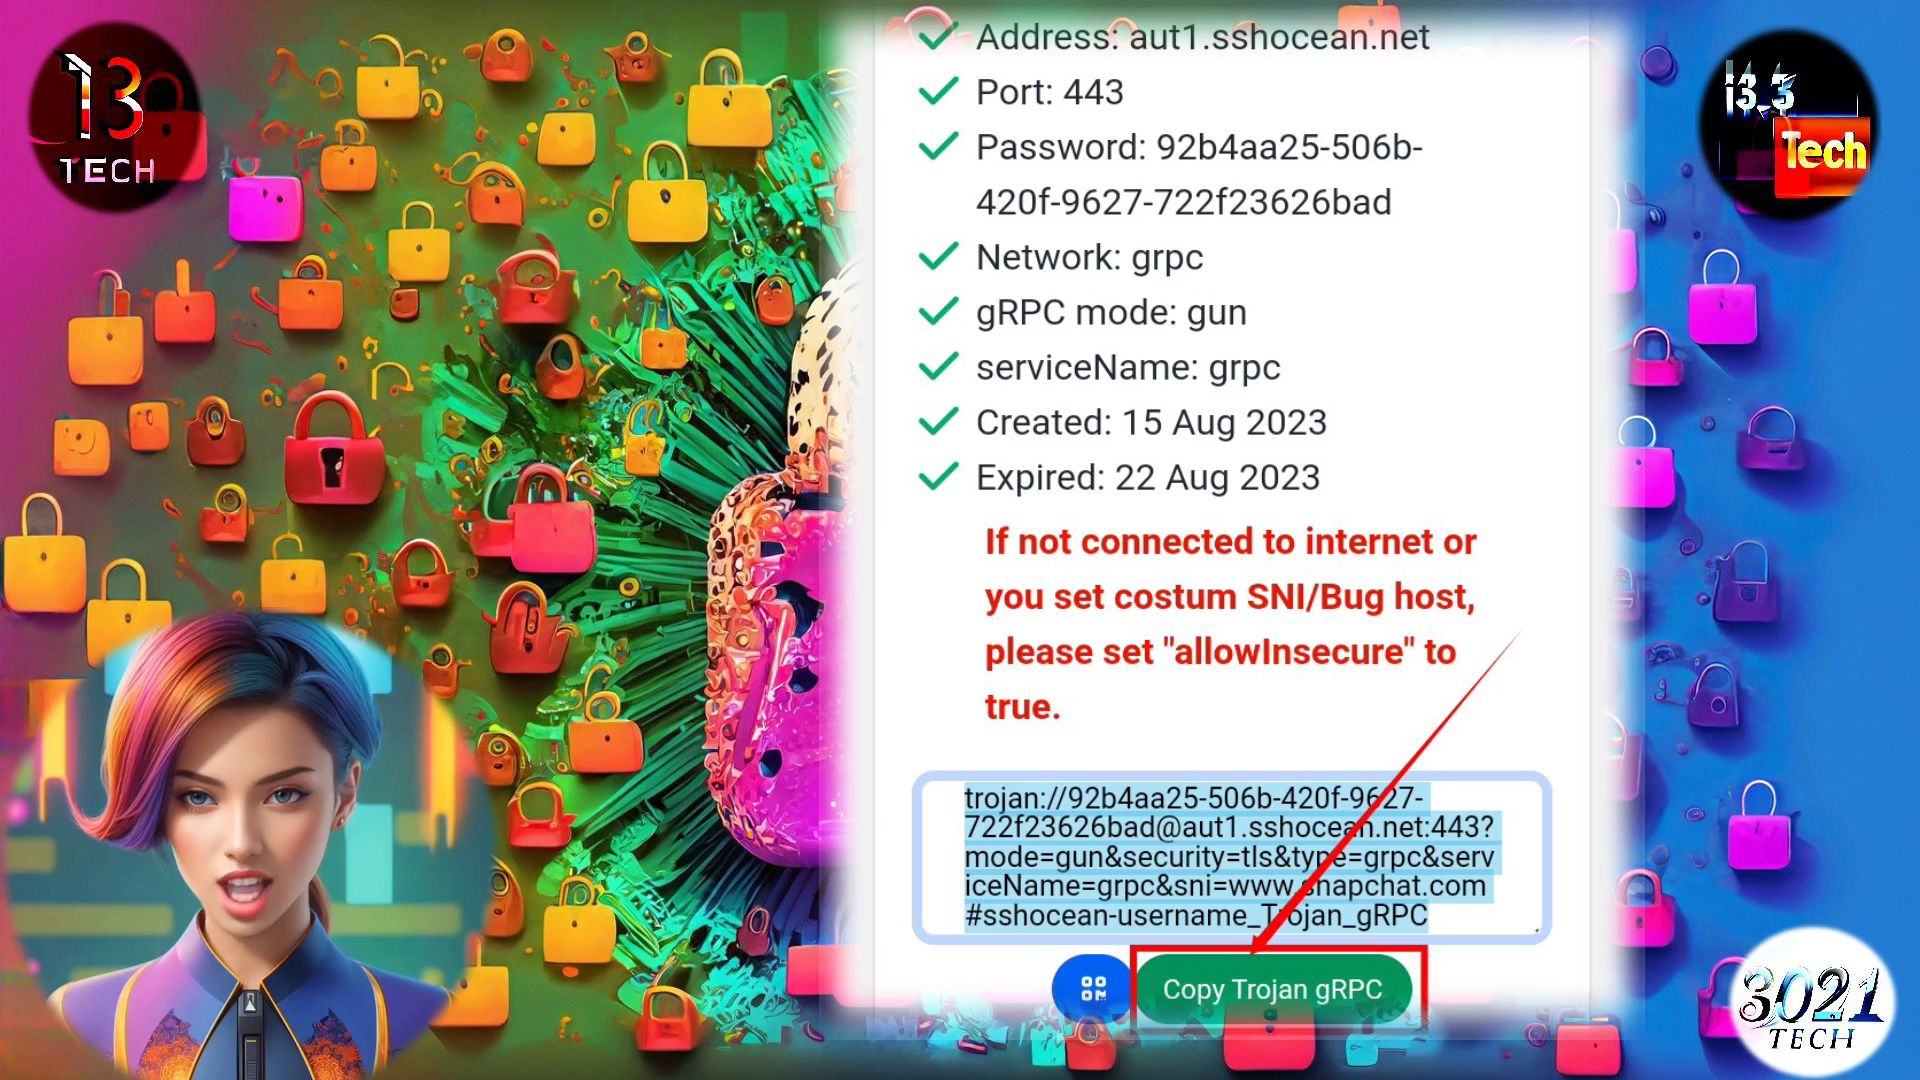 13
TECH
i3.3
Tech
Address: aut1.sshocean.net
Port: 443
Password: 92b4aa25-506b-
420f-9627-722f23626bad
Network: grpc
gRPC mode: gun
serviceName: grpc
Created: 15 Aug 2023
Expired: 22 Aug 2023
If not connected to internet or
you set costum SNI/Bug host,
please set "allowInsecure" to
true.
trojan://92b4aa25-506b-420f-9627-
722f23626bad@aut1.sshocean.net:443?
mode=gun&security=tls&type=grpc&serv
iceName=grpc&sni=www.snapchat.com
#sshocean-username_Trojan_gRPC
Copy Trojan gRPC
3021
TECH